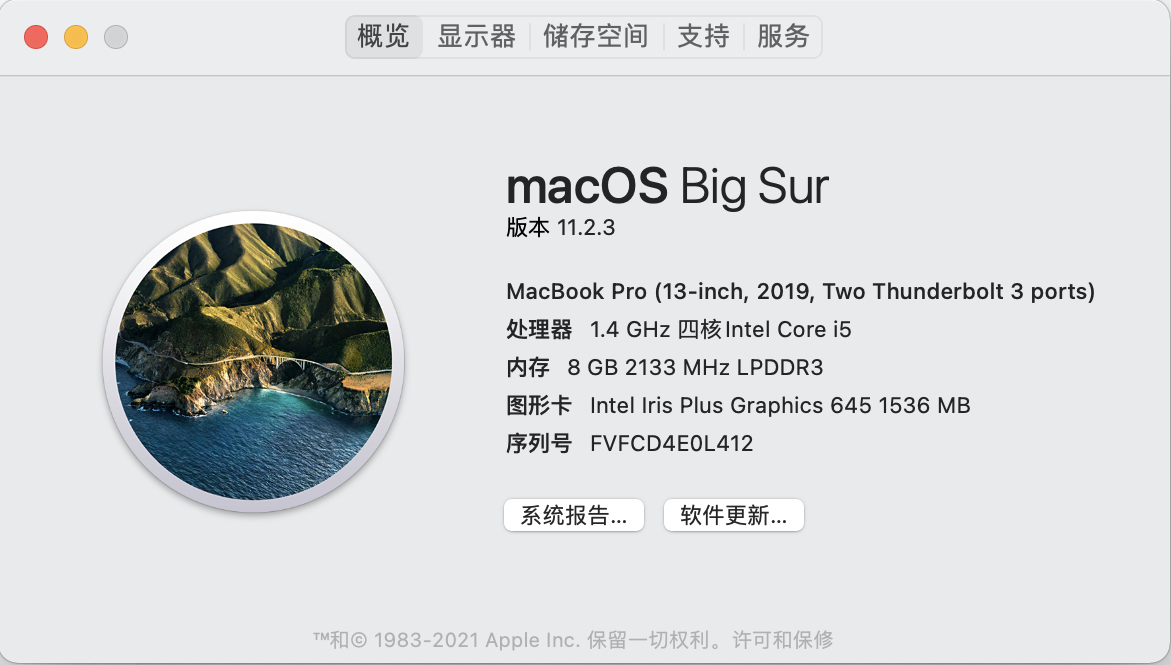 概览 显示器 储存空间 支持 服务
macOS Big Sur
版本 11.2.3
MacBook Pro (13-inch, 2019, Two Thunderbolt 3 ports)
处理器 1.4 GHz 四核Intel Core i5
内存 8 GB 2133 MHz LPDDR3
图形卡 Intel Iris Plus Graphics 645 1536 MB
序列号 FVFCD4E0L412
系统报告... 软件更新...
™和© 1983-2021 Apple Inc. 保留一切权利。许可和保修